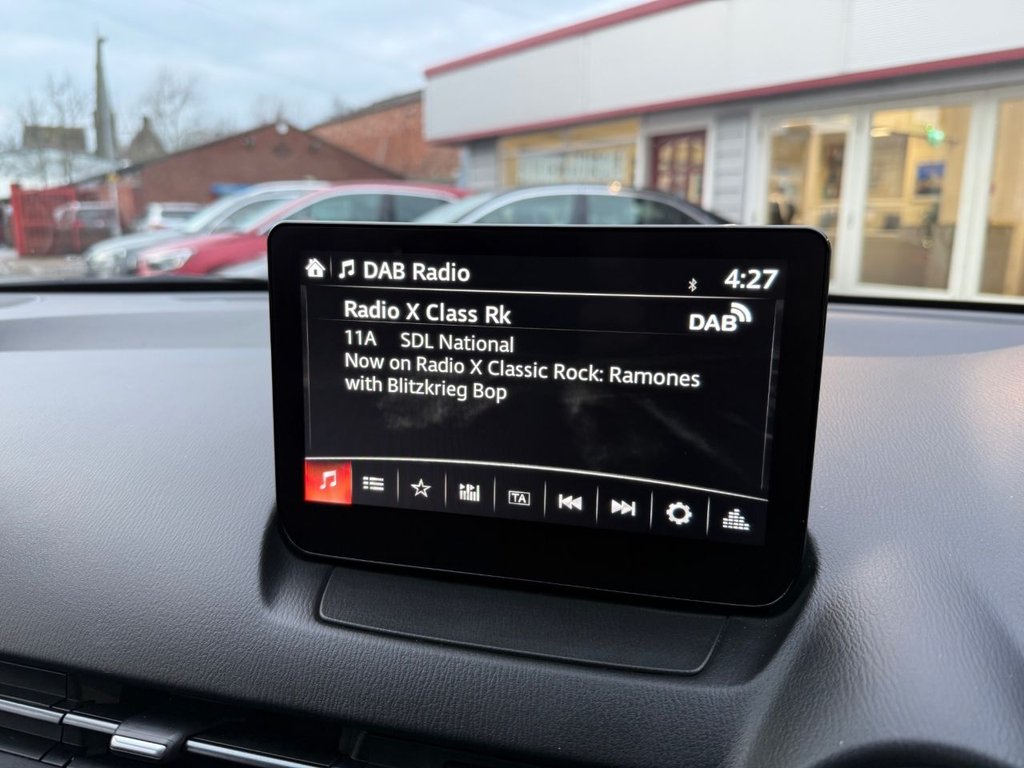 DAB Radio 4:27
Radio X Class Rk DAB
11A SDL National
Now on Radio X Classic Rock: Ramones
with Blitzkrieg Bop
TA